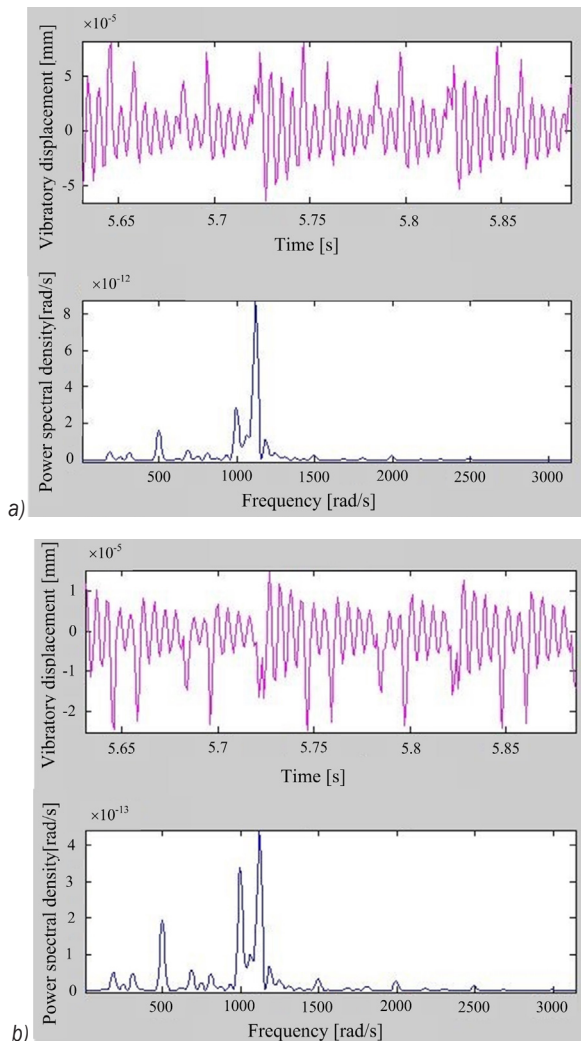 ×10⁻⁵
Vibratory displacement [mm]
5
0
-5
5.65 5.7 5.75 5.8 5.85
Time [s]
×10⁻¹²
Power spectral density[rad/s]
8
6
4
2
0
500 1000 1500 2000 2500 3000
Frequency [rad/s]
a)
×10⁻⁵
Vibratory displacement [mm]
1
0
-1
-2
5.65 5.7 5.75 5.8 5.85
Time [s]
×10⁻¹³
Power spectral density[rad/s]
4
3
2
1
0
500 1000 1500 2000 2500 3000
Frequency [rad/s]
b)